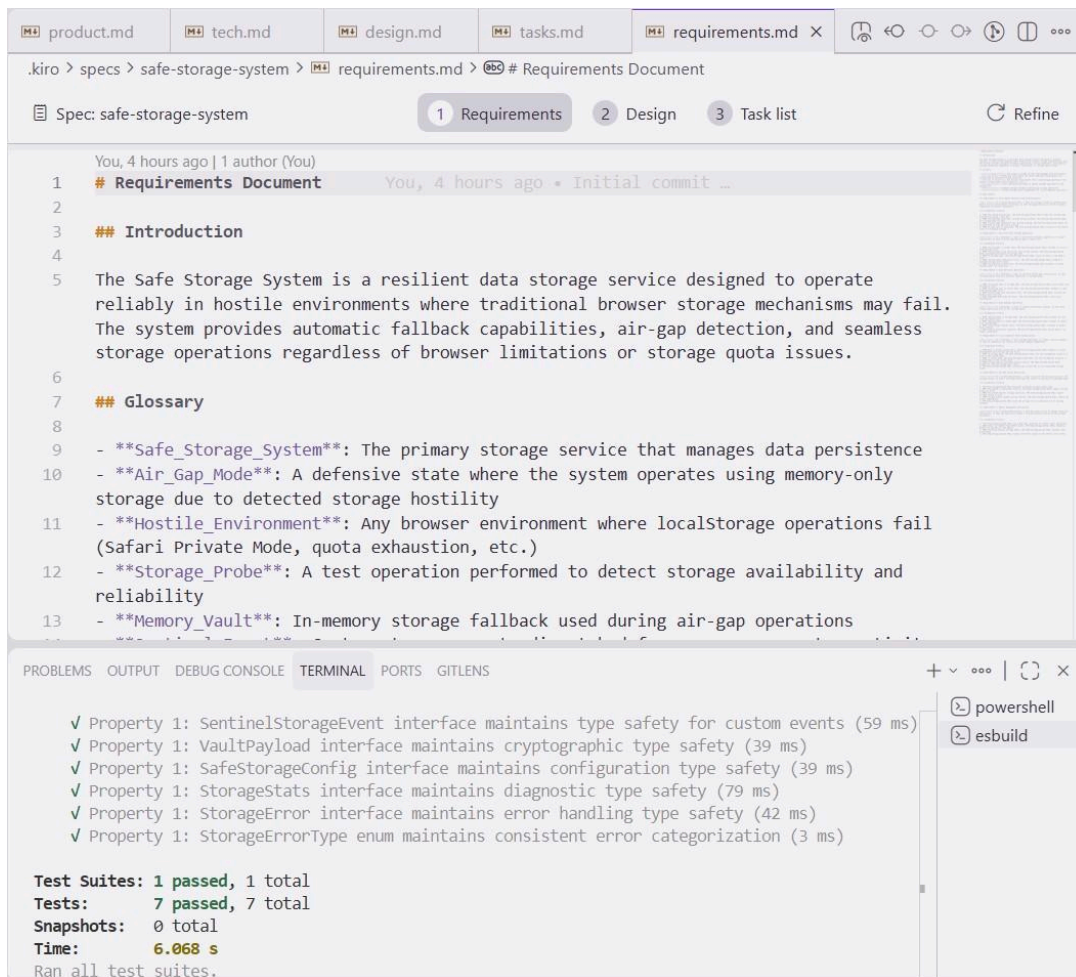 product.md tech.md design.md tasks.md requirements.md
.kiro > specs > safe-storage-system > requirements.md > # Requirements Document
Spec: safe-storage-system 1 Requirements 2 Design 3 Task list Refine
You, 4 hours ago | 1 author (You)
1 # Requirements Document You, 4 hours ago • Initial commit …
2
3 ## Introduction
4
5 The Safe Storage System is a resilient data storage service designed to operate
reliably in hostile environments where traditional browser storage mechanisms may fail.
The system provides automatic fallback capabilities, air-gap detection, and seamless
storage operations regardless of browser limitations or storage quota issues.
6
7 ## Glossary
8
9 - **Safe_Storage_System**: The primary storage service that manages data persistence
10 - **Air_Gap_Mode**: A defensive state where the system operates using memory-only
storage due to detected storage hostility
11 - **Hostile_Environment**: Any browser environment where localStorage operations fail
(Safari Private Mode, quota exhaustion, etc.)
12 - **Storage_Probe**: A test operation performed to detect storage availability and
reliability
13 - **Memory_Vault**: In-memory storage fallback used during air-gap operations
PROBLEMS OUTPUT DEBUG CONSOLE TERMINAL PORTS GITLENS
powershell
esbuild
√ Property 1: SentinelStorageEvent interface maintains type safety for custom events (59 ms)
√ Property 1: VaultPayload interface maintains cryptographic type safety (39 ms)
√ Property 1: SafeStorageConfig interface maintains configuration type safety (39 ms)
√ Property 1: StorageStats interface maintains diagnostic type safety (79 ms)
√ Property 1: StorageError interface maintains error handling type safety (42 ms)
√ Property 1: StorageErrorType enum maintains consistent error categorization (3 ms)
Test Suites: 1 passed, 1 total
Tests: 7 passed, 7 total
Snapshots: 0 total
Time: 6.068 s
Ran all test suites.